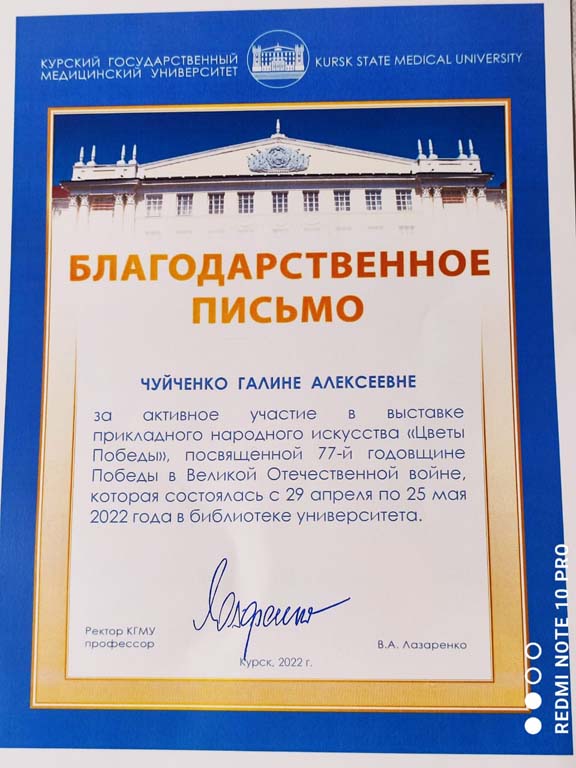 КУРСКИЙ ГОСУДАРСТВЕННЫЙ
МЕДИЦИНСКИЙ УНИВЕРСИТЕТ
KURSK STATE MEDICAL UNIVERSITY
БЛАГОДАРСТВЕННОЕ
ПИСЬМО
ЧУЙЧЕНКО ГАЛИНЕ АЛЕКСЕЕВНЕ
за активное участие в выставке
прикладного народного искусства «Цветы
Победы», посвященной 77-й годовщине
Победы в Великой Отечественной войне,
которая состоялась с 29 апреля по 25 мая
2022 года в библиотеке университета.
Ректор КГМУ
профессор
В.А. Лазаренко
Курск, 2022 г.
REDMI NOTE 10 PRO